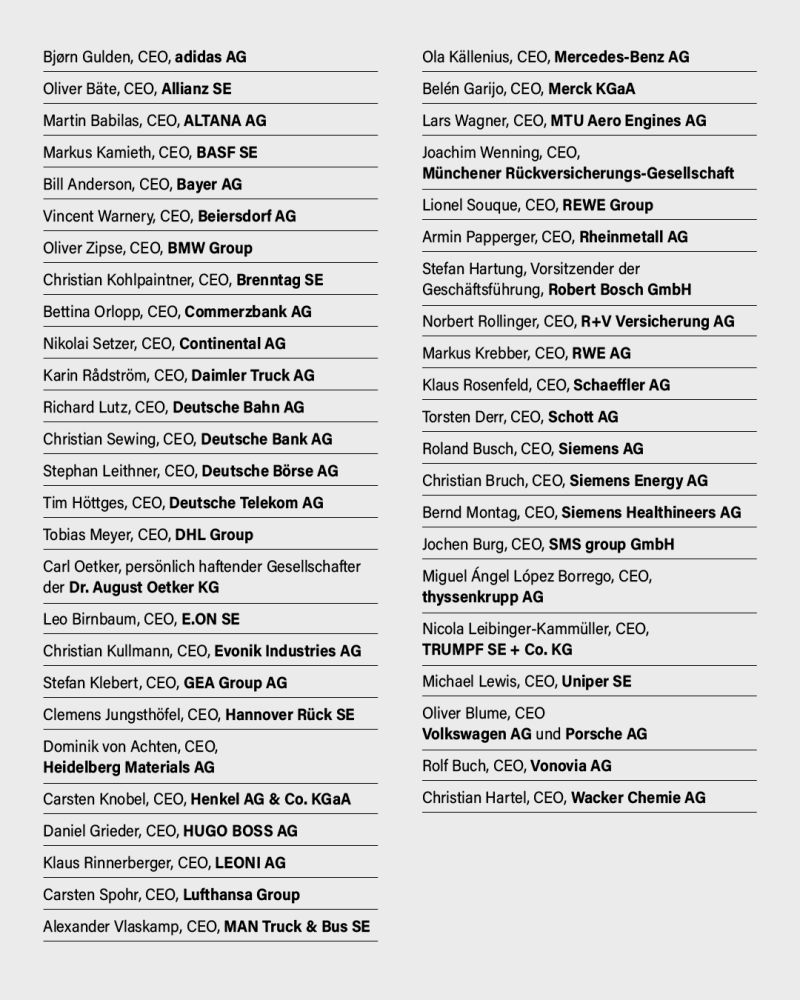 Bjørn Gulden, CEO, adidas AG
Oliver Bäte, CEO, Allianz SE
Martin Babilas, CEO, ALTANA AG
Markus Kamieth, CEO, BASF SE
Bill Anderson, CEO, Bayer AG
Vincent Warnery, CEO, Beiersdorf AG
Oliver Zipse, CEO, BMW Group
Christian Kohlpaintner, CEO, Brenntag SE
Bettina Orlopp, CEO, Commerzbank AG
Nikolai Setzer, CEO, Continental AG
Karin Rådström, CEO, Daimler Truck AG
Richard Lutz, CEO, Deutsche Bahn AG
Christian Sewing, CEO, Deutsche Bank AG
Stephan Leithner, CEO, Deutsche Börse AG
Tim Höttges, CEO, Deutsche Telekom AG
Tobias Meyer, CEO, DHL Group
Carl Oetker, persönlich haftender Gesellschafter
der Dr. August Oetker KG
Leo Birnbaum, CEO, E.ON SE
Christian Kullmann, CEO, Evonik Industries AG
Stefan Klebert, CEO, GEA Group AG
Clemens Jungsthöfel, CEO, Hannover Rück SE
Dominik von Achten, CEO,
Heidelberg Materials AG
Carsten Knobel, CEO, Henkel AG & Co. KGaA
Daniel Grieder, CEO, HUGO BOSS AG
Klaus Rinnerberger, CEO, LEONI AG
Carsten Spohr, CEO, Lufthansa Group
Alexander Vlaskamp, CEO, MAN Truck & Bus SE
Ola Källenius, CEO, Mercedes-Benz AG
Belén Garijo, CEO, Merck KGaA
Lars Wagner, CEO, MTU Aero Engines AG
Joachim Wenning, CEO,
Münchener Rückversicherungs-Gesellschaft
Lionel Souque, CEO, REWE Group
Armin Papperger, CEO, Rheinmetall AG
Stefan Hartung, Vorsitzender der
Geschäftsführung, Robert Bosch GmbH
Norbert Rollinger, CEO, R+V Versicherung AG
Markus Krebber, CEO, RWE AG
Klaus Rosenfeld, CEO, Schaeffler AG
Torsten Derr, CEO, Schott AG
Roland Busch, CEO, Siemens AG
Christian Bruch, CEO, Siemens Energy AG
Bernd Montag, CEO, Siemens Healthineers AG
Jochen Burg, CEO, SMS group GmbH
Miguel Ángel López Borrego, CEO,
thyssenkrupp AG
Nicola Leibinger-Kammüller, CEO,
TRUMPF SE + Co. KG
Michael Lewis, CEO, Uniper SE
Oliver Blume, CEO
Volkswagen AG und Porsche AG
Rolf Buch, CEO, Vonovia AG
Christian Hartel, CEO, Wacker Chemie AG